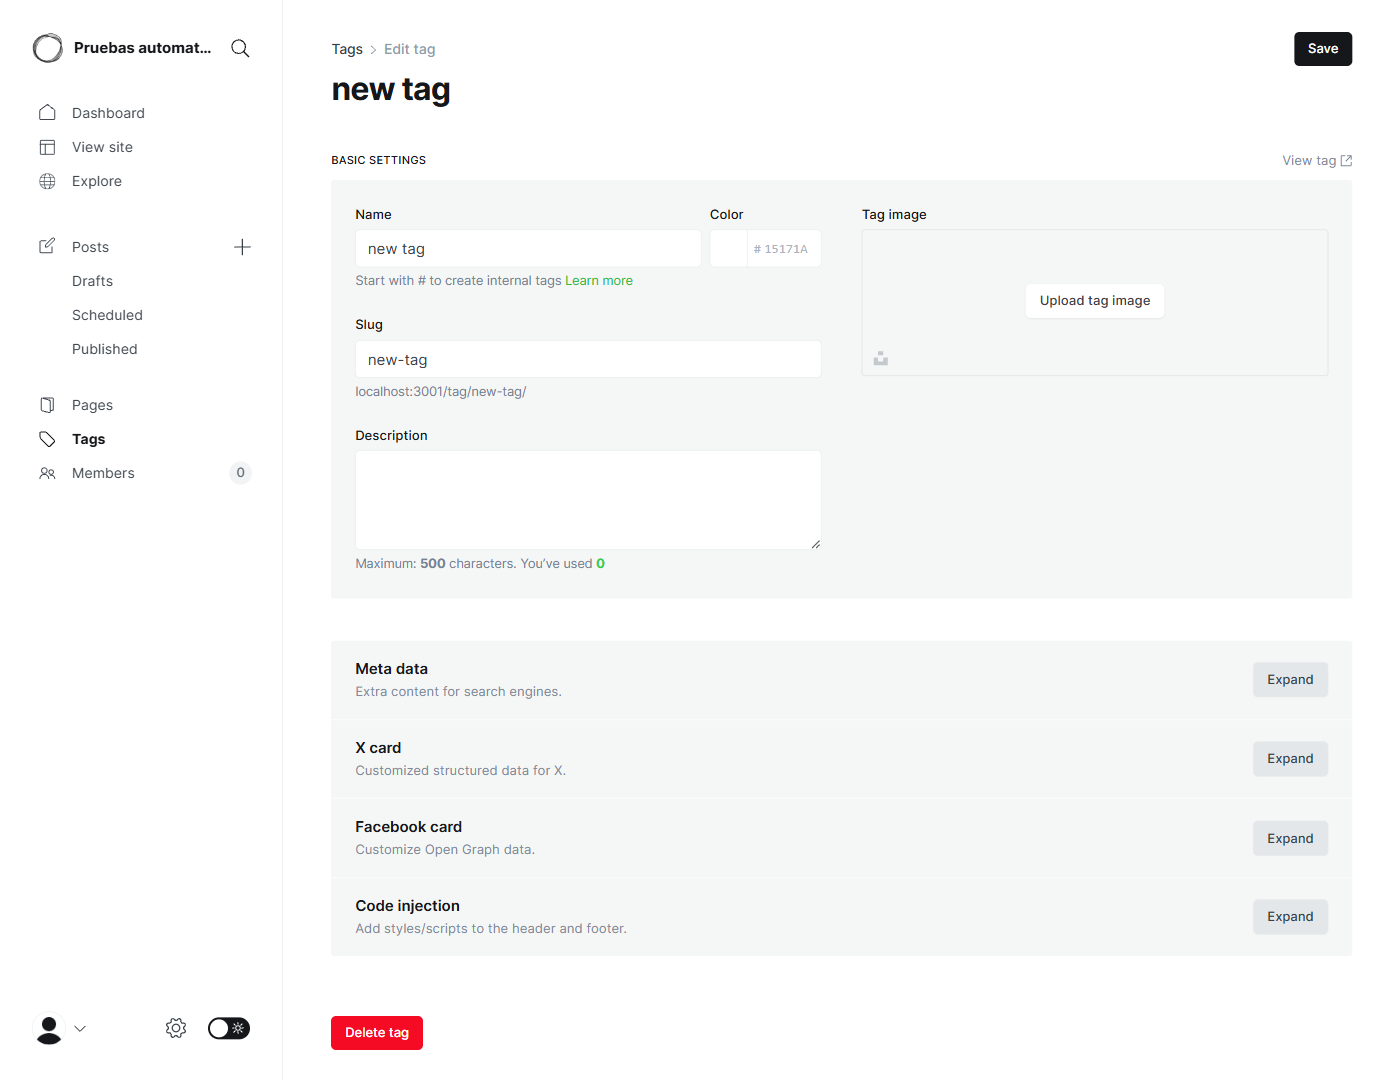 Pruebas automat...
Dashboard
View site
Explore
Posts
Drafts
Scheduled
Published
Pages
Tags
Members
0
Tags > Edit tag
Save
new tag
BASIC SETTINGS
View tag
Name
new tag
Start with # to create internal tags Learn more
Color
# 15171A
Slug
new-tag
localhost:3001/tag/new-tag/
Description
Maximum: 500 characters. You’ve used 0
Tag image
Upload tag image
Meta data
Extra content for search engines.
Expand
X card
Customized structured data for X.
Expand
Facebook card
Customize Open Graph data.
Expand
Code injection
Add styles/scripts to the header and footer.
Expand
Delete tag